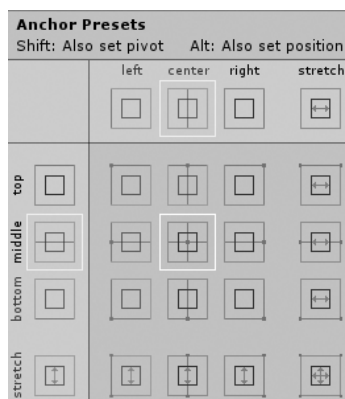 Anchor Presets
Shift: Also set pivot    Alt: Also set position
left center right stretch
top
middle
bottom
stretch